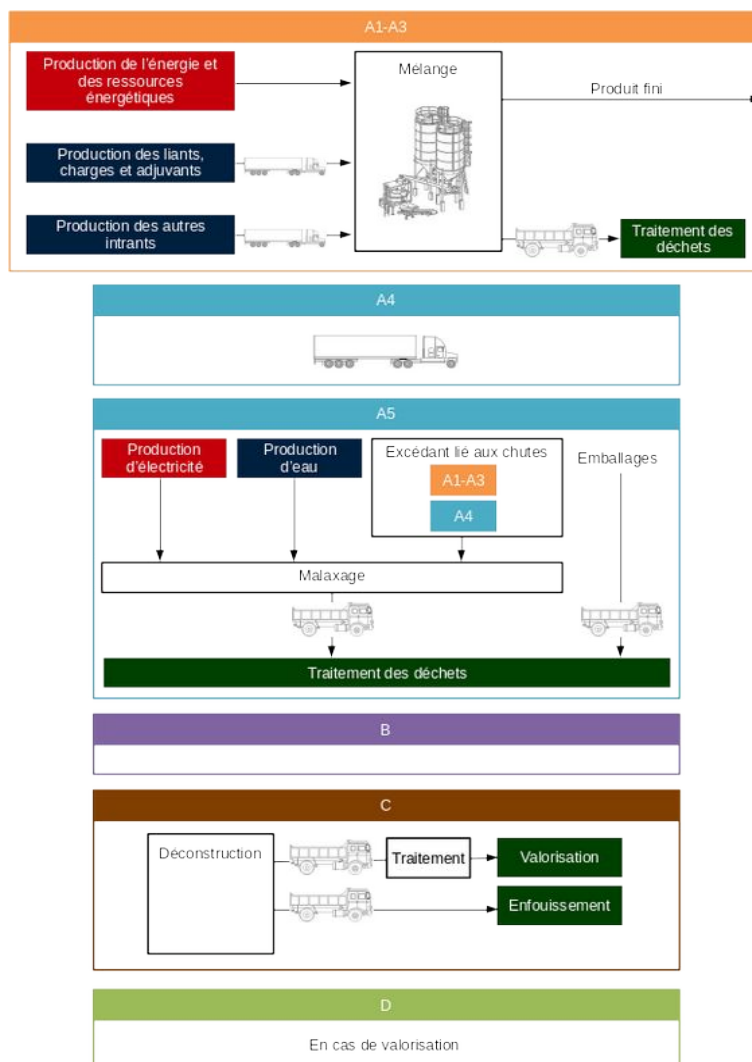 A1-A3
Production de l'énergie et
des ressources
énergétiques
Mélange
Produit fini
Production des liants,
charges et adjuvants
Production des autres
intrants
Traitement des
déchets
A4
A5
Production
d'électricité
Production
d'eau
Excédant lié aux chutes
A1-A3
A4
Emballages
Malaxage
Traitement des déchets
B
C
Déconstruction
Traitement
Valorisation
Enfouissement
D
En cas de valorisation